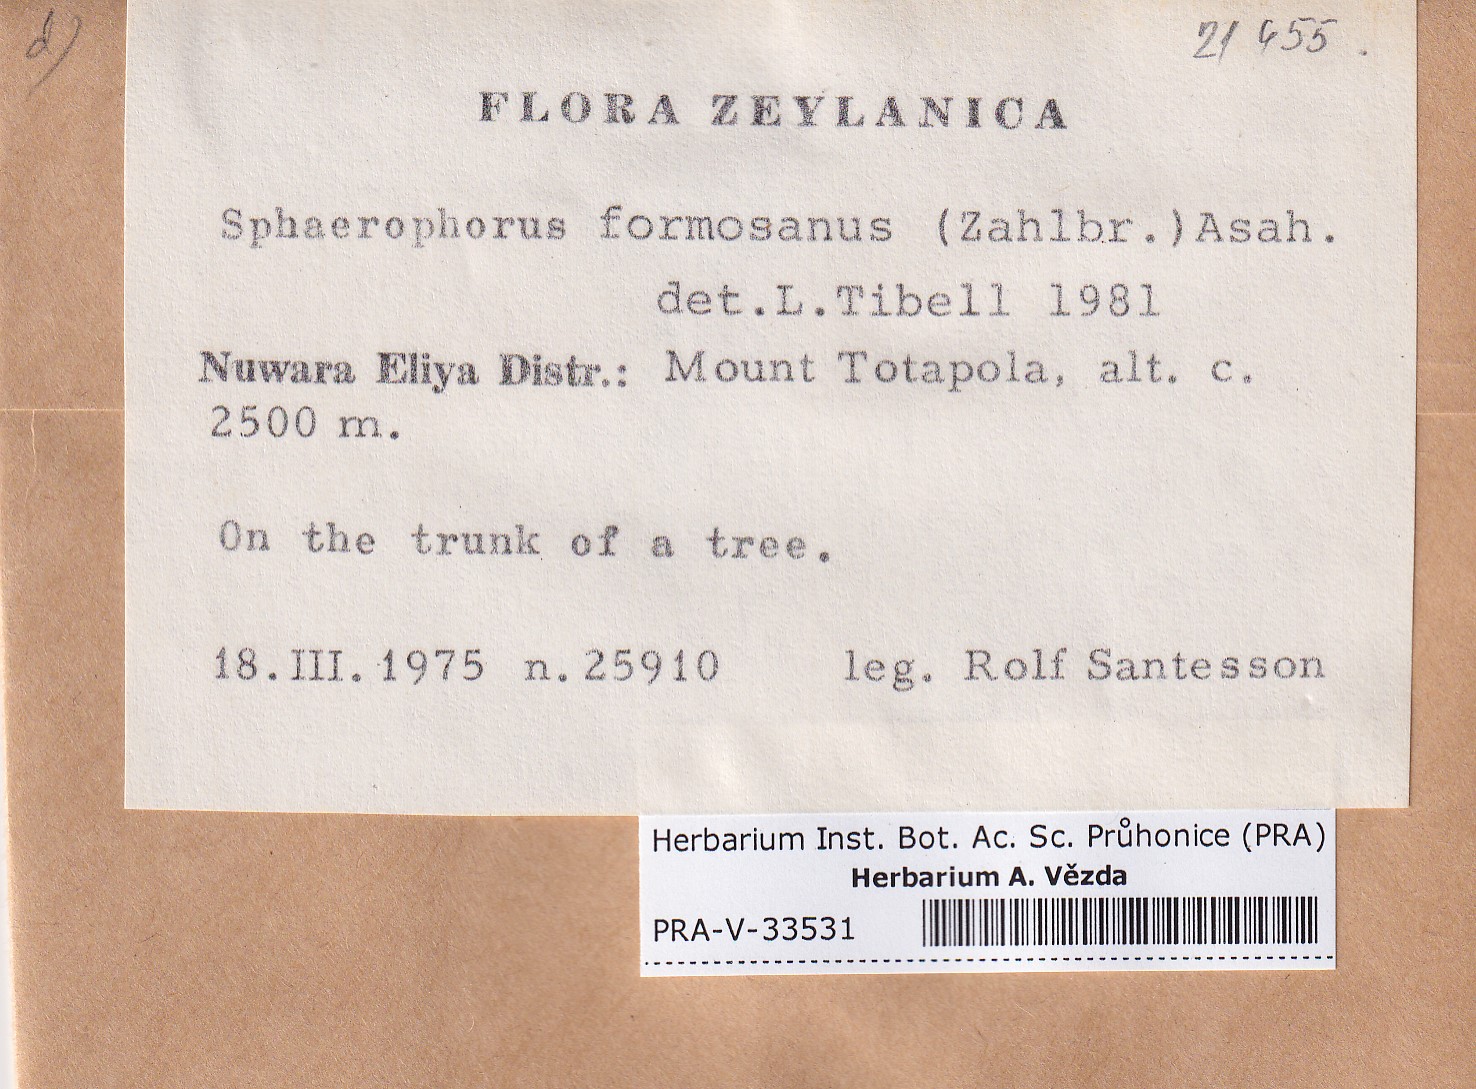 d)
21 455.
FLORA ZEYLANICA
Sphaerophorus formosanus (Zahlbr.)Asah.
det.L.Tibell 1981
Nuwara Eliya Distr.: Mount Totapola, alt. c.
2500 m.
On the trunk of a tree.
18.III.1975 n.25910 leg. Rolf Santesson
Herbarium Inst. Bot. Ac. Sc. Průhonice (PRA)
Herbarium A. Vězda
PRA-V-33531